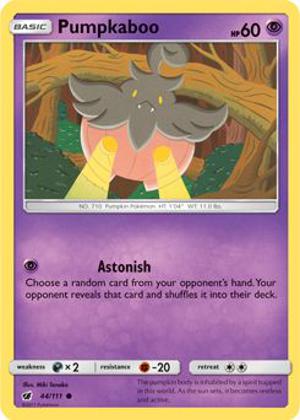 BASIC Pumpkaboo HP60
NO. 710 Pumpkin Pokémon HT: 1'04" WT: 11.0 lbs.
Astonish
Choose a random card from your opponent's hand. Your
opponent reveals that card and shuffles it into their deck.
weakness ×2 resistance -20 retreat
Illus. Miki Tanaka
44/111
©2017 Pokémon
The pumpkin body is inhabited by a spirit trapped
in this world. As the sun sets, it becomes restless
and active.